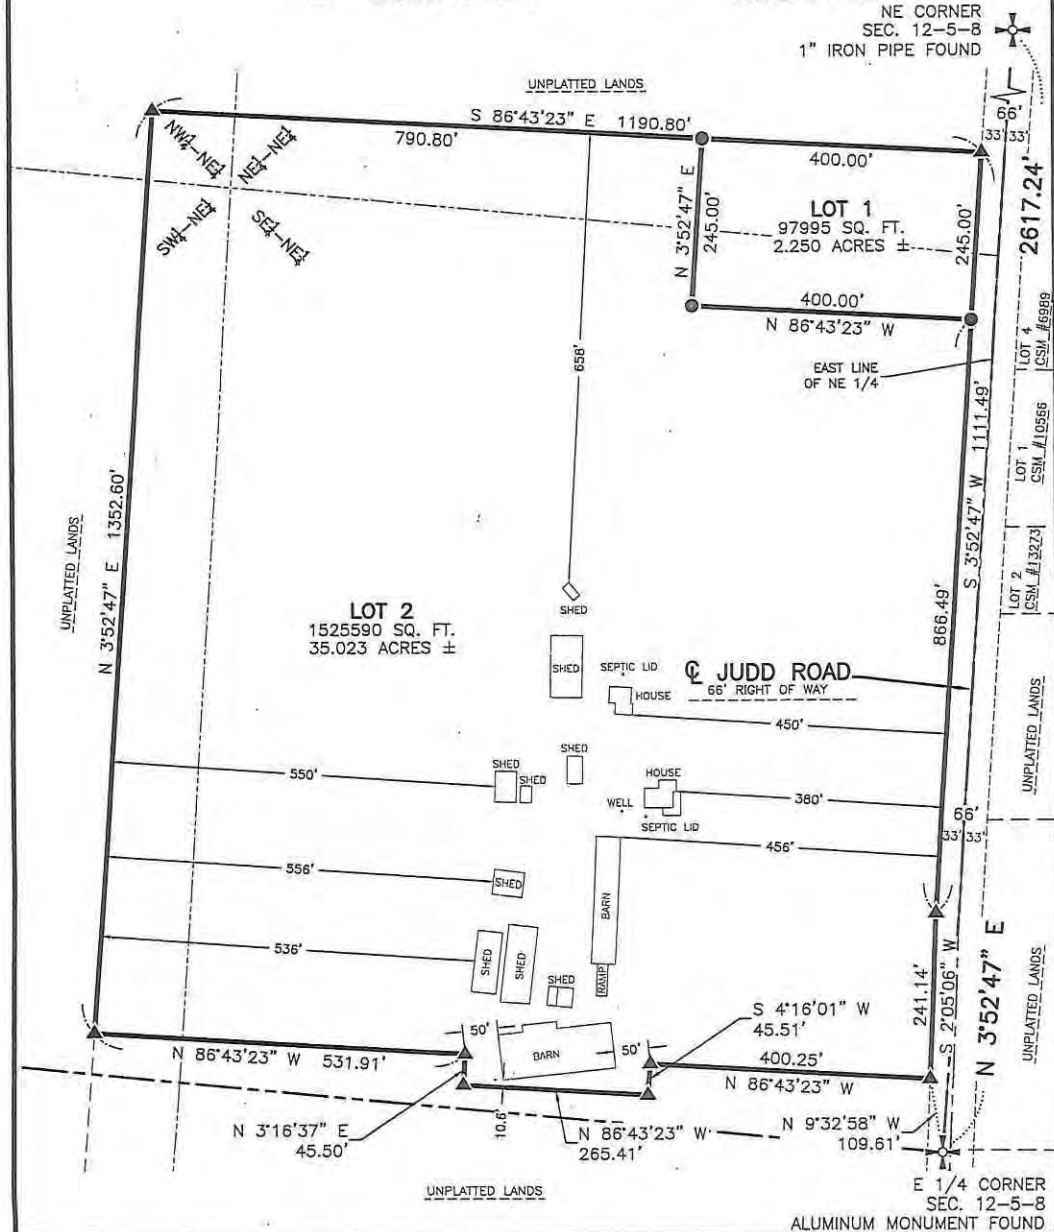 NE CORNER
SEC. 12-5-8
1" IRON PIPE FOUND
UNPLATTED LANDS
S 86°43'23" E 1190.80'
790.80'
400.00'
66'
33' 33'
NW¼-NE¼
NE¼-NE¼
SW¼-NE¼
SE¼-NE¼
N 3°52'47" E
245.00'
LOT 1
97995 SQ. FT.
2.250 ACRES ±
245.00'
2617.24'
400.00'
N 86°43'23" W
EAST LINE
OF NE 1/4
LOT 4
CSM #6989
LOT 1
CSM #10566
LOT 2
CSM #13273
658'
S 3°52'47" W 1111.49'
866.49'
UNPLATTED LANDS
N 3°52'47" E 1352.60'
LOT 2
1525590 SQ. FT.
35.023 ACRES ±
SHED
SHED
SEPTIC LID
HOUSE
℄ JUDD ROAD
66' RIGHT OF WAY
450'
UNPLATTED LANDS
550'
SHED
SHED
SHED
HOUSE
WELL
SEPTIC LID
380'
66'
33' 33'
456'
556'
SHED
BARN
536'
SHED
SHED
SHED
RAMP
241.14'
S 2°05'06" W
N 3°52'47" E
UNPLATTED LANDS
S 4°16'01" W
45.51'
50'
BARN
50'
N 86°43'23" W 531.91'
400.25'
N 86°43'23" W
N 3°16'37" E
45.50'
10.6'
N 86°43'23" W
265.41'
N 9°32'58" W
109.61'
UNPLATTED LANDS
E 1/4 CORNER
SEC. 12-5-8
ALUMINUM MONUMENT FOUND